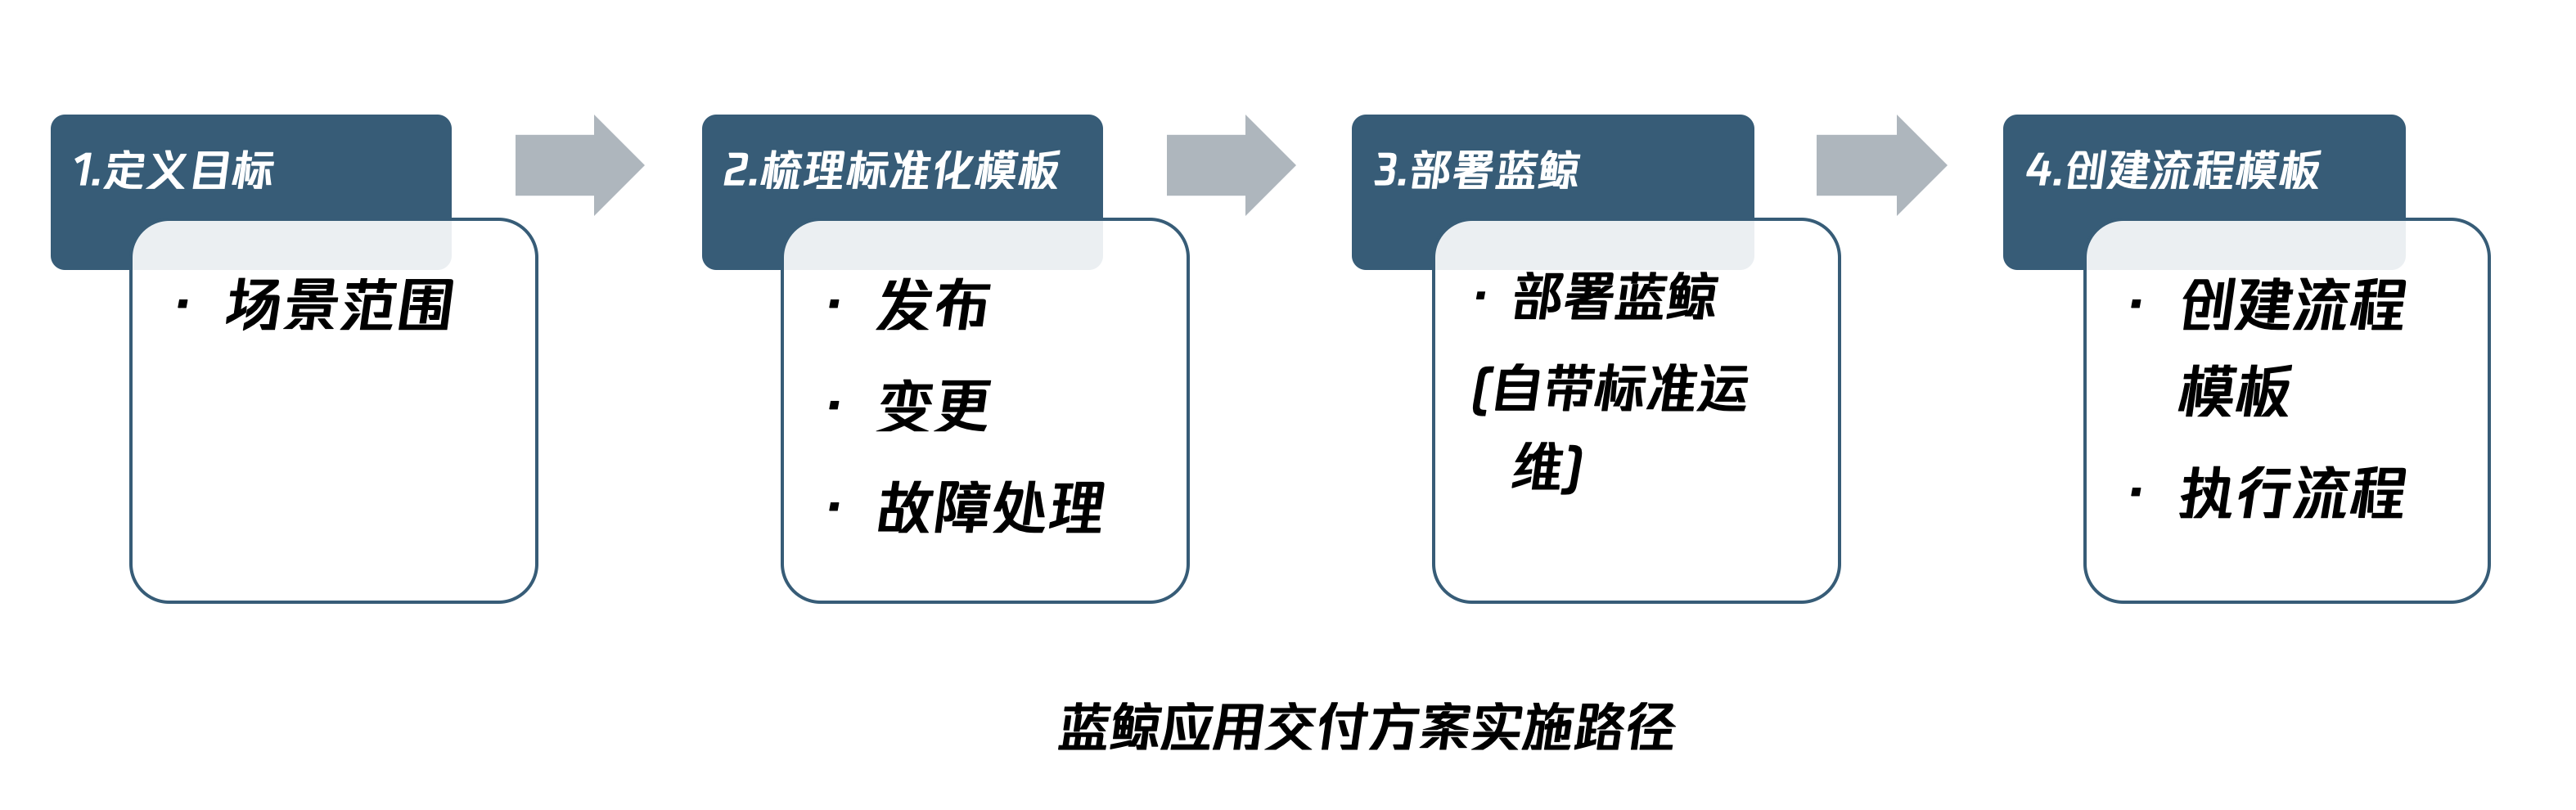 1.定义目标
· 场景范围
2.梳理标准化模板
· 发布
· 变更
· 故障处理
3.部署蓝鲸
· 部署蓝鲸
(自带标准运
维)
4.创建流程模板
· 创建流程
模板
· 执行流程
蓝鲸应用交付方案实施路径